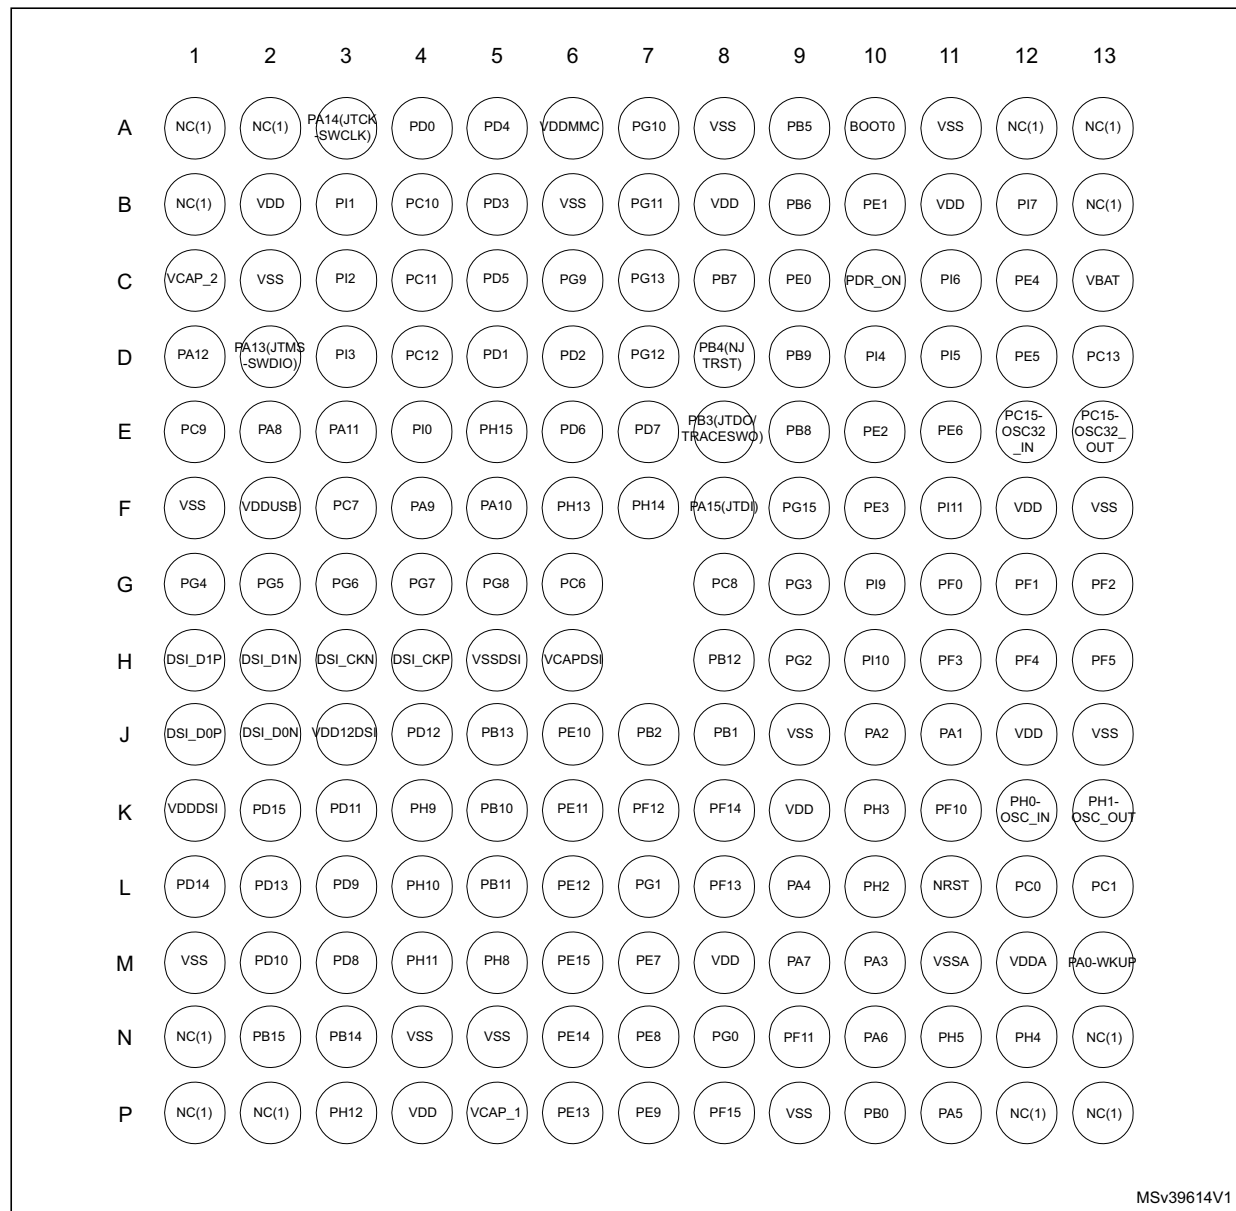 1 2 3 4 5 6 7 8 9 10 11 12 13
A NC(1) NC(1) PA14(JTCK-SWCLK) PD0 PD4 VDDMMC PG10 VSS PB5 BOOT0 VSS NC(1) NC(1)
B NC(1) VDD PI1 PC10 PD3 VSS PG11 VDD PB6 PE1 VDD PI7 NC(1)
C VCAP_2 VSS PI2 PC11 PD5 PG9 PG13 PB7 PE0 PDR_ON PI6 PE4 VBAT
D PA12 PA13(JTMS-SWDIO) PI3 PC12 PD1 PD2 PG12 PB4(NJTRST) PB9 PI4 PI5 PE5 PC13
E PC9 PA8 PA11 PI0 PH15 PD6 PD7 PB3(JTDO/TRACESWO) PB8 PE2 PE6 PC15-OSC32_IN PC15-OSC32_OUT
F VSS VDDUSB PC7 PA9 PA10 PH13 PH14 PA15(JTDI) PG15 PE3 PI11 VDD VSS
G PG4 PG5 PG6 PG7 PG8 PC6 PC8 PG3 PI9 PF0 PF1 PF2
H DSI_D1P DSI_D1N DSI_CKN DSI_CKP VSSDSI VCAPDSI PB12 PG2 PI10 PF3 PF4 PF5
J DSI_D0P DSI_D0N VDD12DSI PD12 PB13 PE10 PB2 PB1 VSS PA2 PA1 VDD VSS
K VDDDSI PD15 PD11 PH9 PB10 PE11 PF12 PF14 VDD PH3 PF10 PH0-OSC_IN PH1-OSC_OUT
L PD14 PD13 PD9 PH10 PB11 PE12 PG1 PF13 PA4 PH2 NRST PC0 PC1
M VSS PD10 PD8 PH11 PH8 PE15 PE7 VDD PA7 PA3 VSSA VDDA PA0-WKUP
N NC(1) PB15 PB14 VSS VSS PE14 PE8 PG0 PF11 PA6 PH5 PH4 NC(1)
P NC(1) NC(1) PH12 VDD VCAP_1 PE13 PE9 PF15 VSS PB0 PA5 NC(1) NC(1)
MSv39614V1